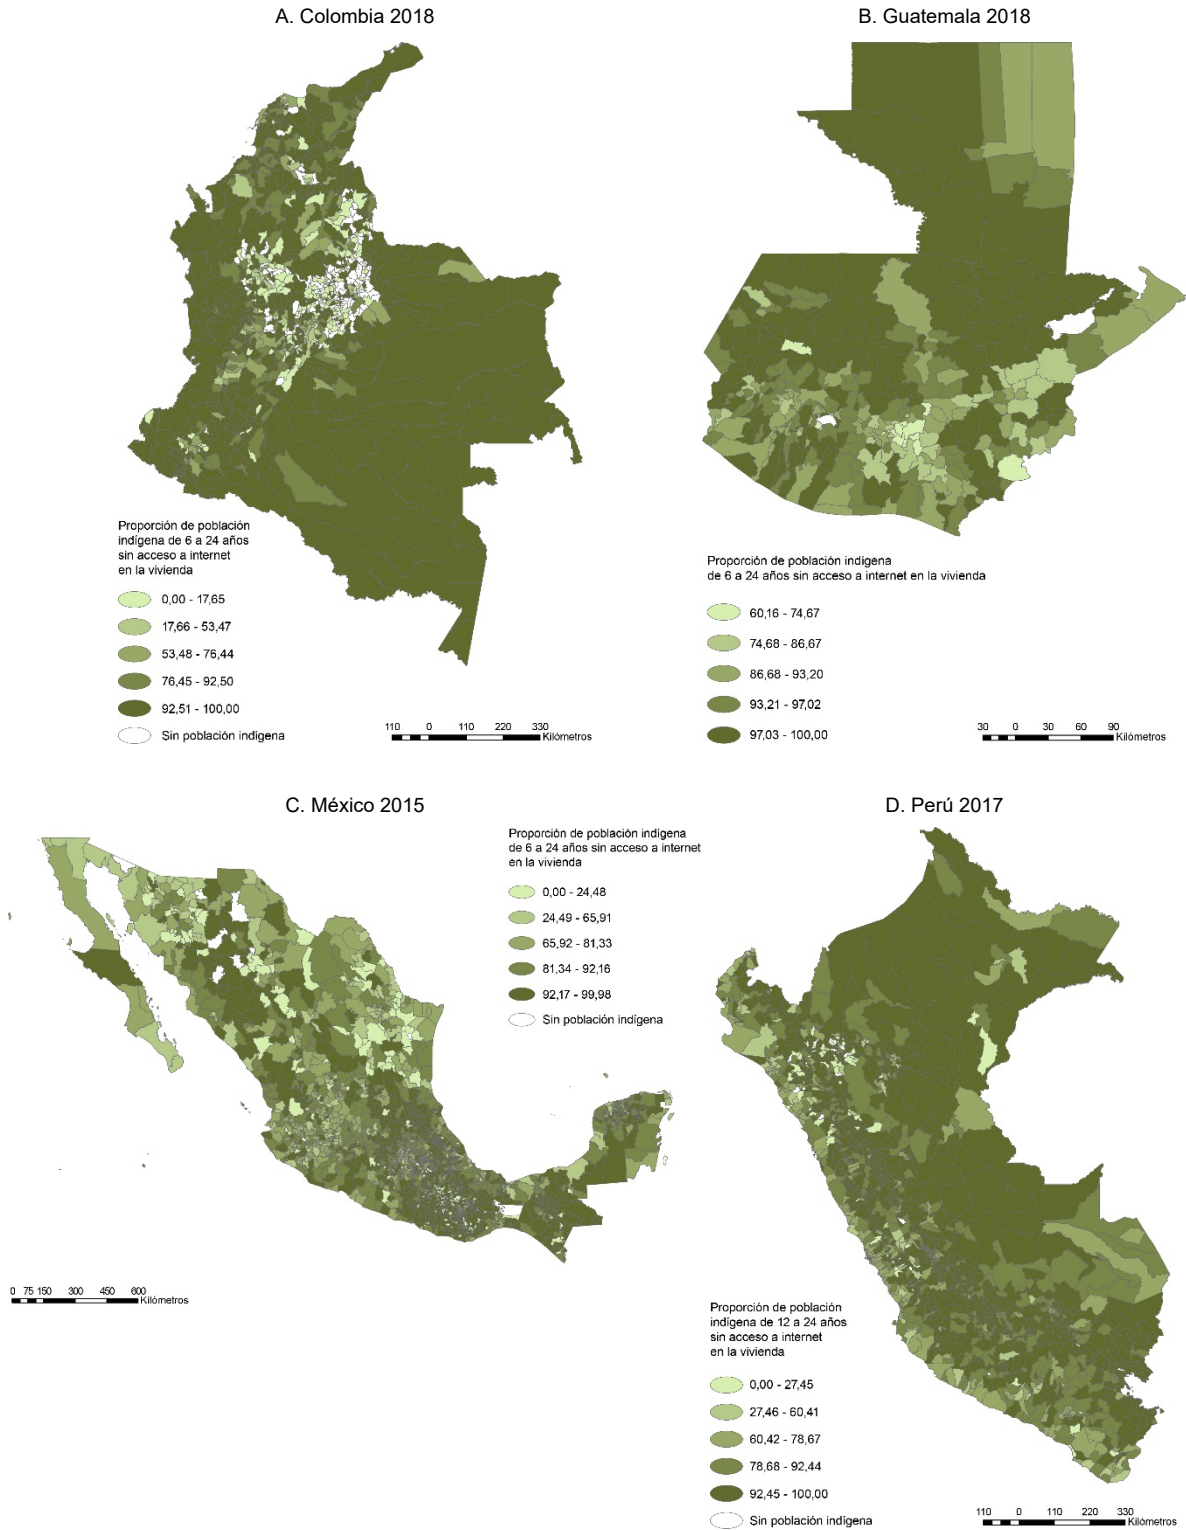 A. Colombia 2018
Proporción de población
indígena de 6 a 24 años
sin acceso a internet
en la vivienda
0,00 - 17,65
17,66 - 53,47
53,48 - 76,44
76,45 - 92,50
92,51 - 100,00
Sin población indígena
110 0 110 220 330
Kilómetros
B. Guatemala 2018
Proporción de población indígena
de 6 a 24 años sin acceso a internet en la vivienda
60,16 - 74,67
74,68 - 86,67
86,68 - 93,20
93,21 - 97,02
97,03 - 100,00
30 0 30 60 90
Kilómetros
C. México 2015
Proporción de población indígena
de 6 a 24 años sin acceso a internet
en la vivienda
0,00 - 24,48
24,49 - 65,91
65,92 - 81,33
81,34 - 92,16
92,17 - 99,98
Sin población indígena
0 75 150 300 450 600
Kilómetros
D. Perú 2017
Proporción de población
indígena de 12 a 24 años
sin acceso a internet
en la vivienda
0,00 - 27,45
27,46 - 60,41
60,42 - 78,67
78,68 - 92,44
92,45 - 100,00
Sin población indígena
110 0 110 220 330
Kilómetros